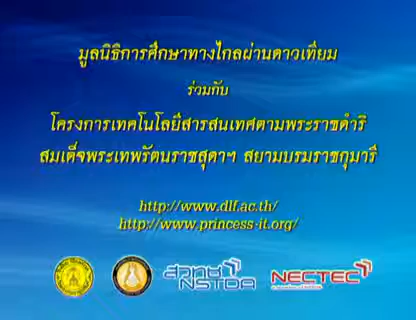 มูลนิธิการศึกษาทางไกลผ่านดาวเทียม
ร่วมกับ
โครงการเทคโนโลยีสารสนเทศตามพระราชดำริ
สมเด็จพระเทพรัตนราชสุดาฯ สยามบรมราชกุมารี
http://www.dlf.ac.th/
http://www.princess-it.org/
สวทช
NSTDA
NECTEC